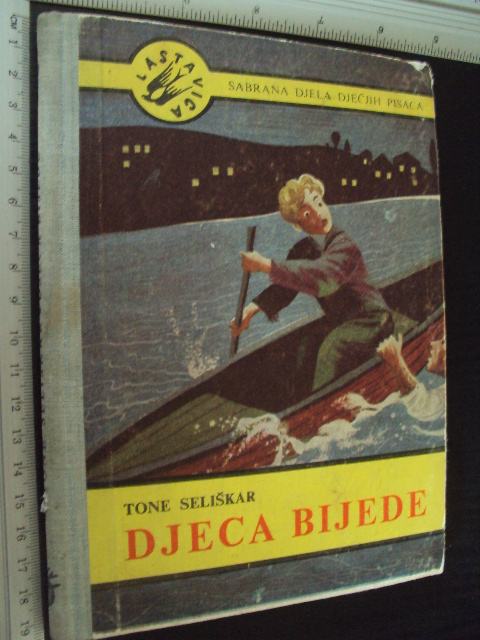 LASTAVICA
SABRANA DJELA DJEČJIH PISACA
TONE SELIŠKAR
DJECA BIJEDE